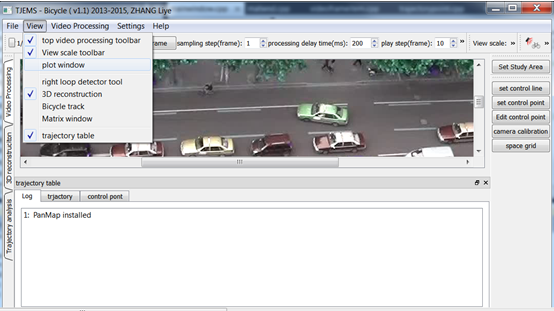 TJEMS - Bicycle ( v1.1) 2013-2015, ZHANG Liye
File View Video Processing Settings Help
1/ ame sampling step(frame): 1 processing delay time(ms): 200 play step(frame): 10 » View scale: » »
top video processing toolbar
View scale toolbar
plot window
right loop detector tool
3D reconstruction
Bicycle track
Matrix window
trajectory table
Video Processing
3D reconstruction
Trajectory analysis
Set Study Area
set control line
set control point
Edit control point
camera calibration
space grid
trajectory table
Log trjactory control pont
1: PanMap installed